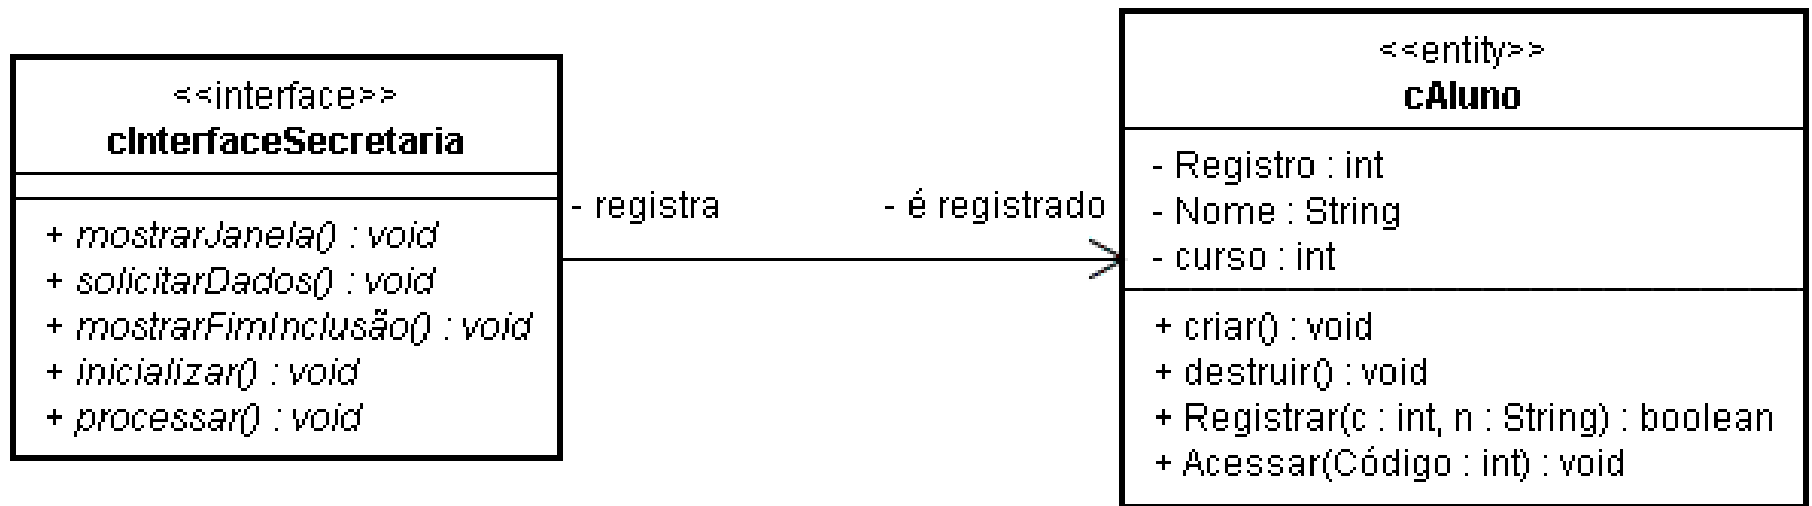 <<interface>>
cInterfaceSecretaria
+ mostrarJanela() : void
+ solicitarDados() : void
+ mostrarFimInclusão() : void
+ inicializar() : void
+ processar() : void
- registra
- é registrado
<<entity>>
cAluno
- Registro : int
- Nome : String
- curso : int
+ criar() : void
+ destruir() : void
+ Registrar(c : int, n : String) : boolean
+ Acessar(Código : int) : void